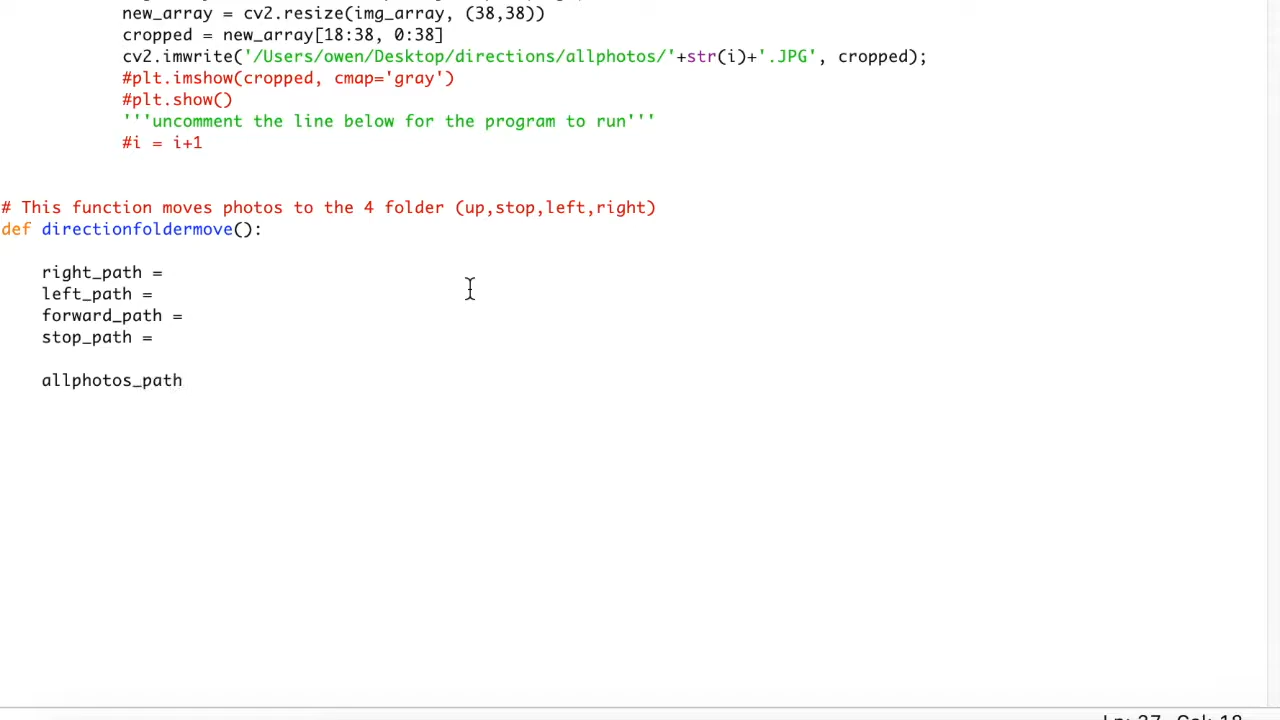 new_array = cv2.resize(img_array, (38,38))
cropped = new_array[18:38, 0:38]
cv2.imwrite('/Users/owen/Desktop/directions/allphotos/'+str(i)+'.JPG', cropped);
#plt.imshow(cropped, cmap='gray')
#plt.show()
'''uncomment the line below for the program to run'''
#i = i+1
# This function moves photos to the 4 folder (up,stop,left,right)
def directionfoldermove():
right_path =
left_path =
forward_path =
stop_path =
allphotos_path